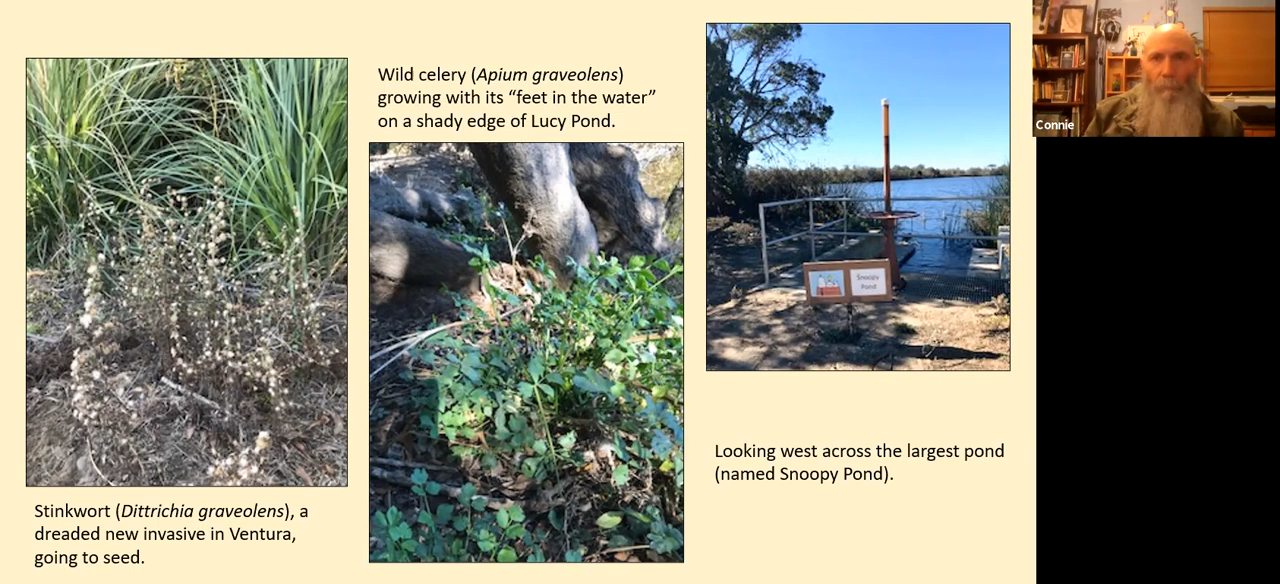 Wild celery (Apium graveolens)
growing with its “feet in the water”
on a shady edge of Lucy Pond.
Stinkwort (Dittrichia graveolens), a
dreaded new invasive in Ventura,
going to seed.
Snoopy
Pond
Looking west across the largest pond
(named Snoopy Pond).
Connie